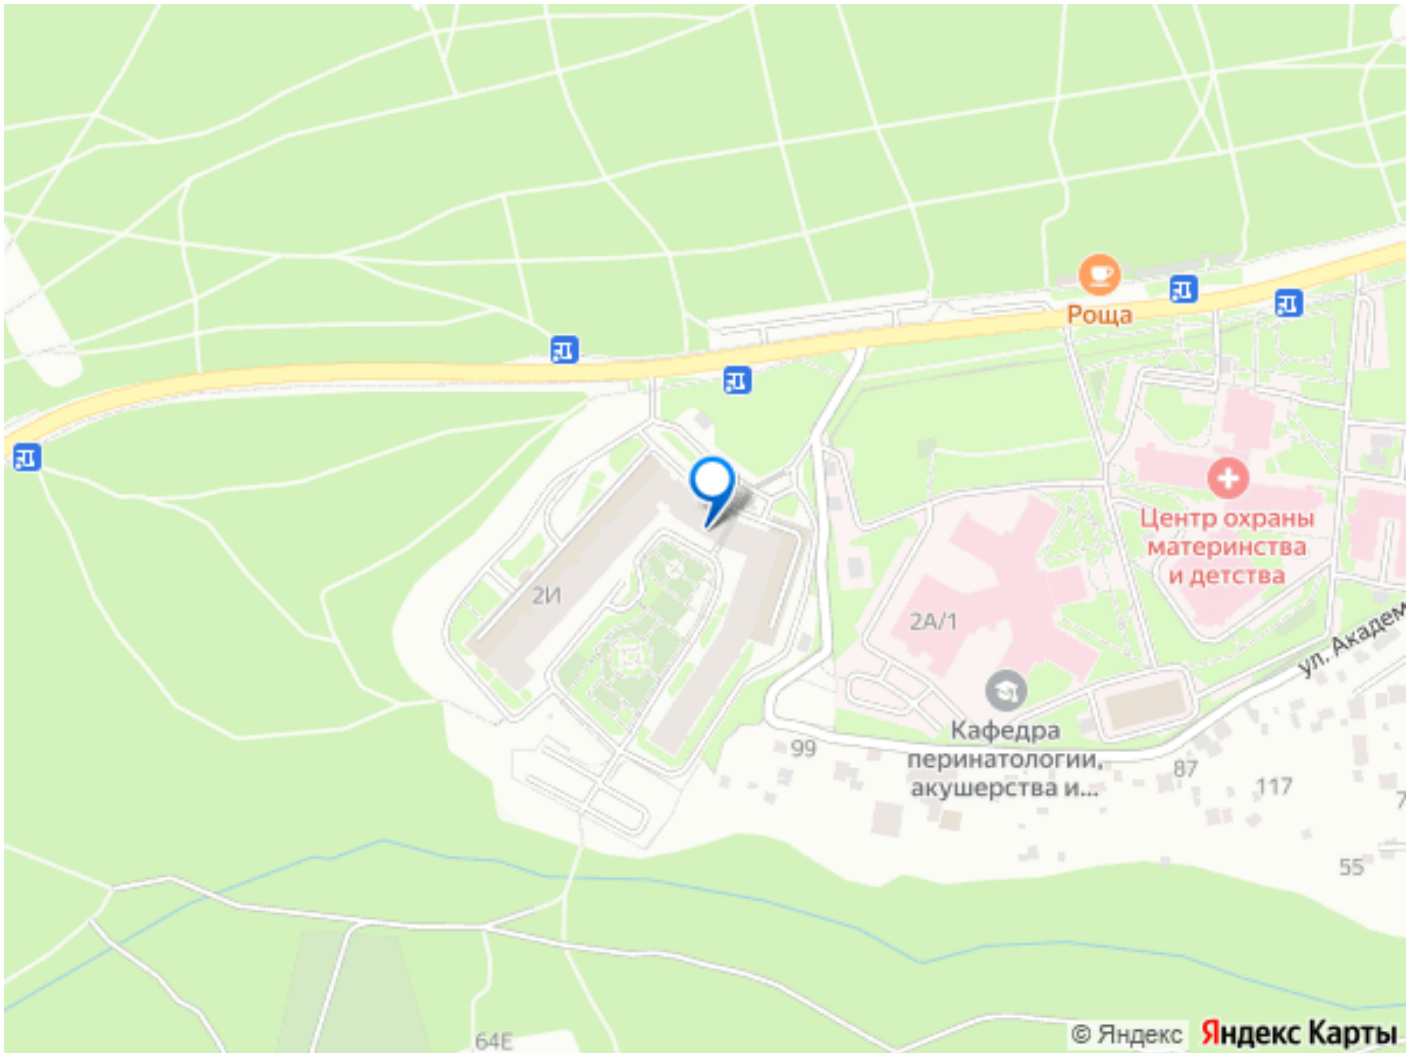 Роща
Центр охраны
материнства
и детства
2И
2А/1
ул. Академ
Кафедра
перинатологии,
акушерства и...
99
87
117
7
55
64Е
© Яндекс
Яндекс Карты